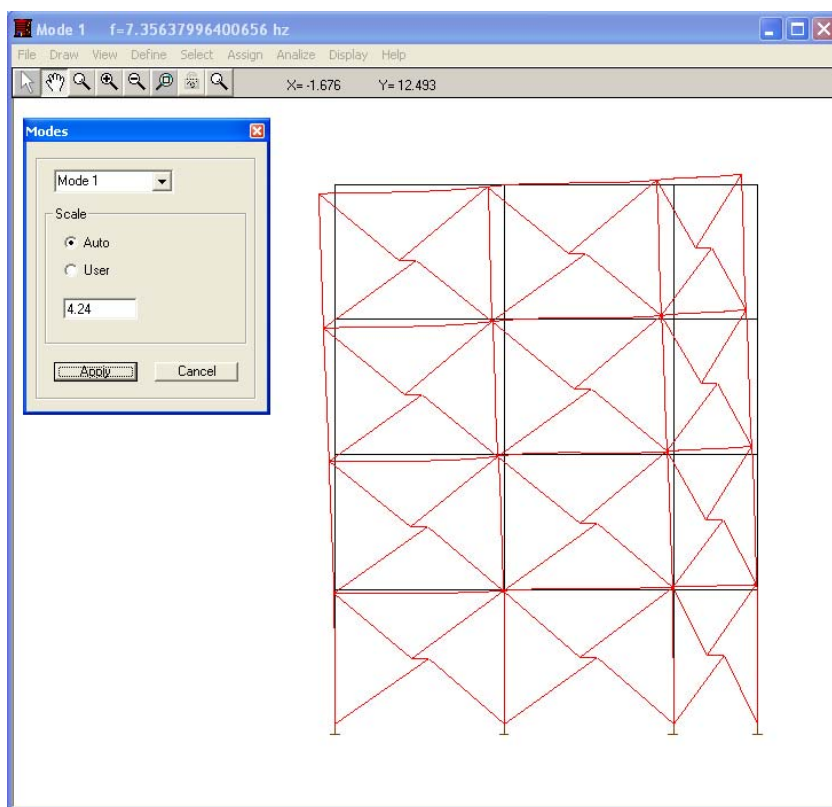 Mode 1 f=7.35637996400656 hz
File Draw View Define Select Assign Analize Display Help
X= -1.676 Y= 12.493
Modes
Mode 1
Scale
Auto
User
4.24
Apply Cancel